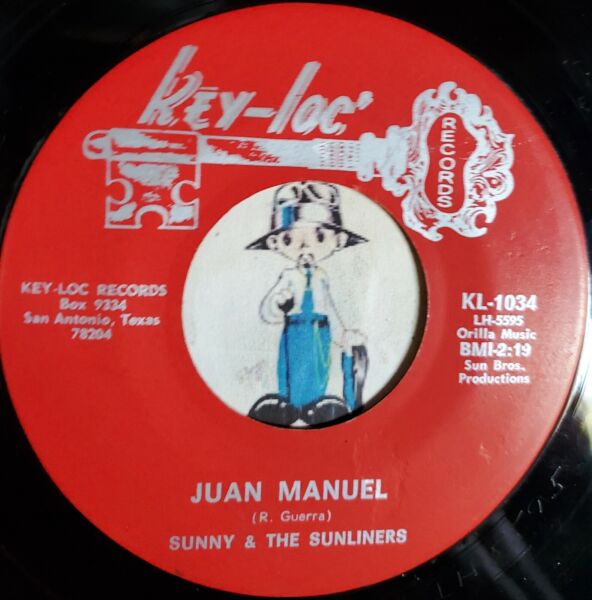 Key-loc'
RECORDS
KEY-LOC RECORDS
Box 9334
San Antonio, Texas
78204
KL-1034
LH-5595
Orilla Music
BMI-2:19
Sun Bros.
Productions
JUAN MANUEL
(R. Guerra)
SUNNY & THE SUNLINERS